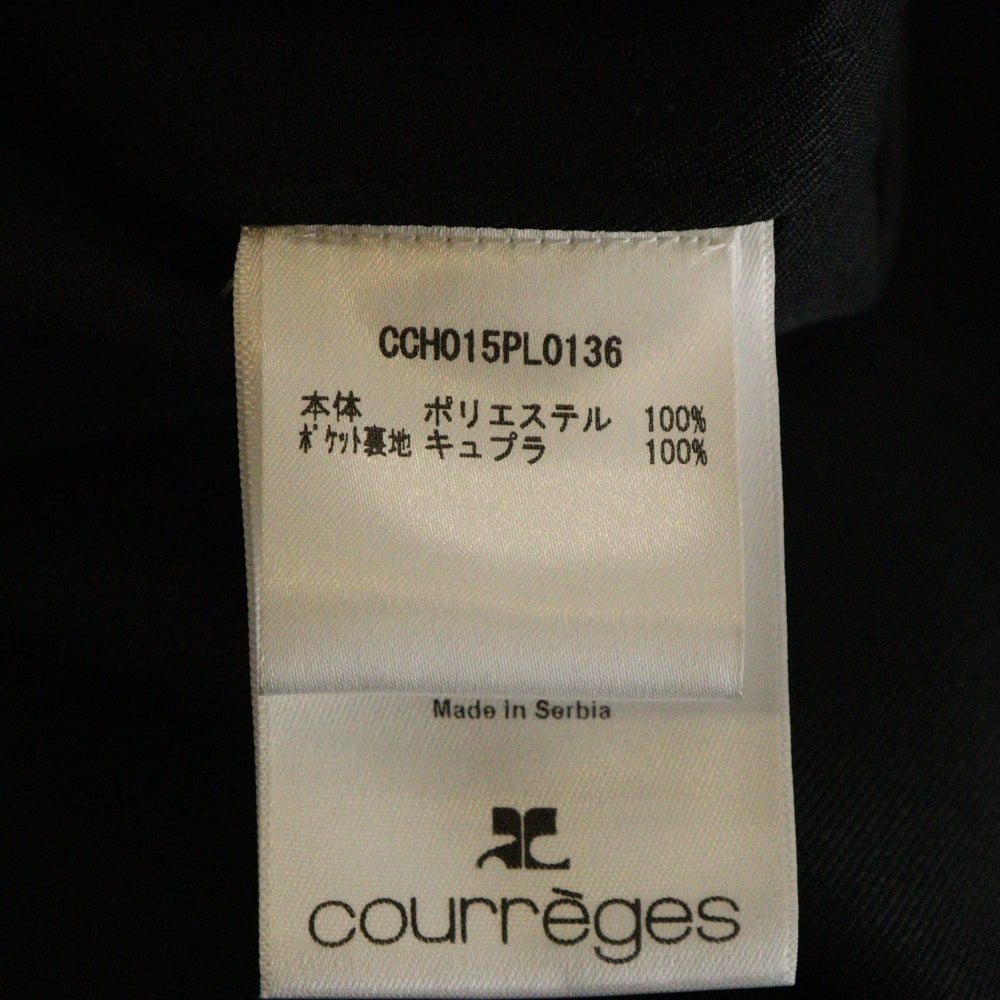 CCH015PL0136
本体 ポリエステル 100%
ﾎﾟｹｯﾄ裏地 キュプラ 100%
Made in Serbia
courrèges